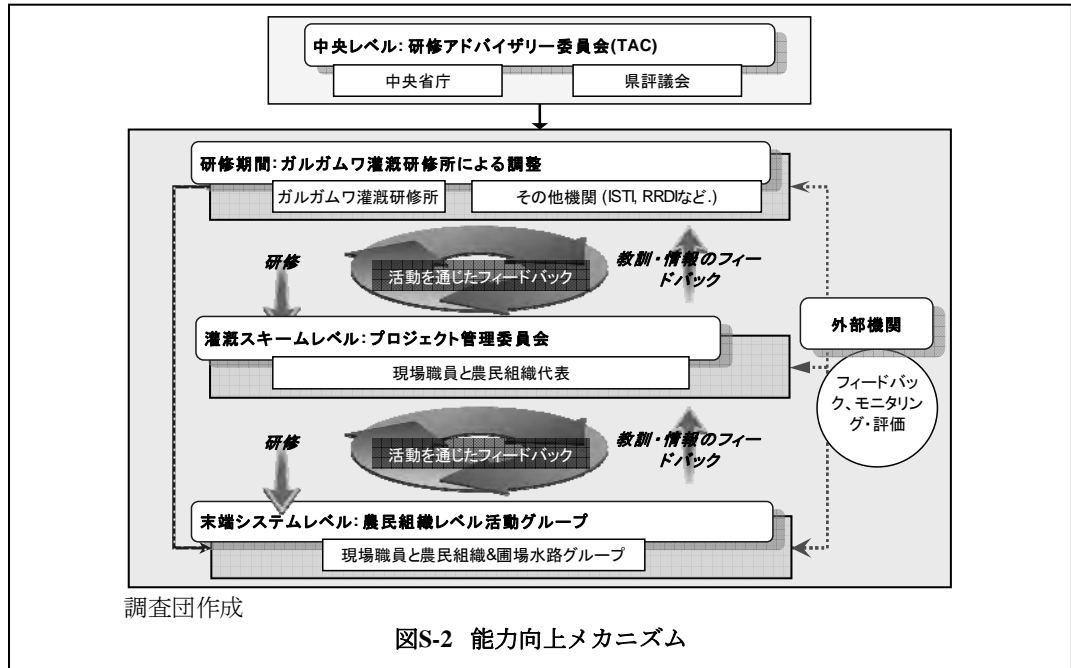 中央レベル：研修アドバイザリー委員会(TAC)
中央省庁
県評議会
研修期間：ガルガムワ灌漑研修所による調整
ガルガムワ灌漑研修所
その他機関 (ISTI, RRDIなど.)
研修
活動を通じたフィードバック
教訓・情報のフィー
ドバック
灌漑スキームレベル：プロジェクト管理委員会
現場職員と農民組織代表
外部機関
フィードバッ
ク、モニタリン
グ・評価
研修
活動を通じたフィードバック
教訓・情報のフィー
ドバック
末端システムレベル：農民組織レベル活動グループ
現場職員と農民組織&圃場水路グループ
調査団作成
図S-2 能力向上メカニズム